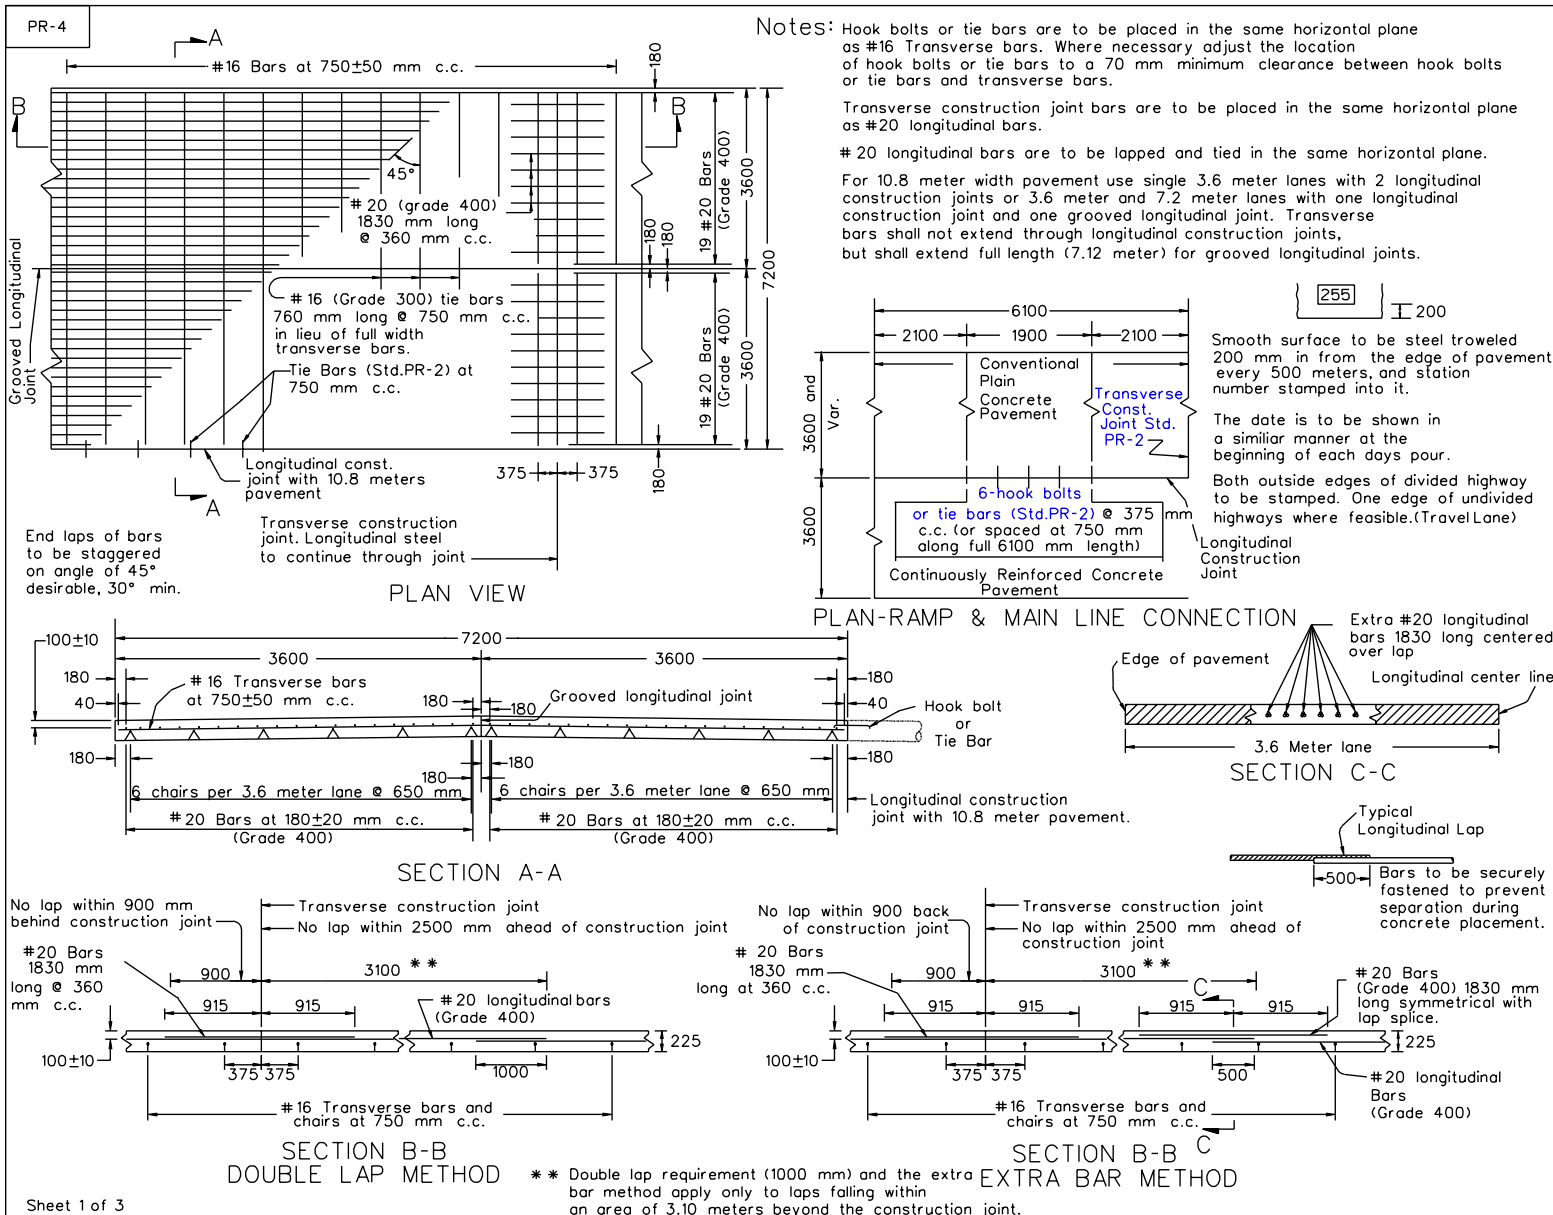 PR-4
A
#16 Bars at 750±50 mm c.c.
180
B
B
45°
#20 (grade 400)
1830 mm long
@ 360 mm c.c.
19 #20 Bars
(Grade 400)
3600
7200
180
180
Grooved Longitudinal
Joint
#16 (Grade 300) tie bars
760 mm long @ 750 mm c.c.
in lieu of full width
transverse bars.
Tie Bars (Std.PR-2) at
750 mm c.c.
19 #20 Bars
(Grade 400)
3600
180
375
375
Longitudinal const.
joint with 10.8 meters
pavement
A
Transverse construction
joint. Longitudinal steel
to continue through joint
End laps of bars
to be staggered
on angle of 45°
desirable, 30° min.
PLAN VIEW
Notes:
Hook bolts or tie bars are to be placed in the same horizontal plane
as #16 Transverse bars. Where necessary adjust the location
of hook bolts or tie bars to a 70 mm minimum clearance between hook bolts
or tie bars and transverse bars.
Transverse construction joint bars are to be placed in the same horizontal plane
as #20 longitudinal bars.
#20 longitudinal bars are to be lapped and tied in the same horizontal plane.
For 10.8 meter width pavement use single 3.6 meter lanes with 2 longitudinal
construction joints or 3.6 meter and 7.2 meter lanes with one longitudinal
construction joint and one grooved longitudinal joint. Transverse
bars shall not extend through longitudinal construction joints,
but shall extend full length (7.12 meter) for grooved longitudinal joints.
6100
2100
1900
2100
Conventional
Plain
Concrete
Pavement
Transverse
Const.
Joint Std.
PR-2
3600 and
Var.
3600
6-hook bolts
or tie bars (Std.PR-2) @ 375 mm
c.c. (or spaced at 750 mm
along full 6100 mm length)
Continuously Reinforced Concrete
Pavement
Longitudinal
Construction
Joint
PLAN-RAMP & MAIN LINE CONNECTION
255
200
Smooth surface to be steel troweled
200 mm in from the edge of pavement
every 500 meters, and station
number stamped into it.
The date is to be shown in
a similiar manner at the
beginning of each days pour.
Both outside edges of divided highway
to be stamped. One edge of undivided
highways where feasible.(Travel Lane)
100±10
7200
3600
3600
180
40
#16 Transverse bars
at 750±50 mm c.c.
180
180
Grooved longitudinal joint
180
40
Hook bolt
or
Tie Bar
180
180
180
180
6 chairs per 3.6 meter lane @ 650 mm
6 chairs per 3.6 meter lane @ 650 mm
#20 Bars at 180±20 mm c.c.
(Grade 400)
#20 Bars at 180±20 mm c.c.
(Grade 400)
Longitudinal construction
joint with 10.8 meter pavement.
SECTION A-A
Extra #20 longitudinal
bars 1830 long centered
over lap
Edge of pavement
Longitudinal center line
3.6 Meter lane
SECTION C-C
Typical
Longitudinal Lap
500
Bars to be securely
fastened to prevent
separation during
concrete placement.
No lap within 900 mm
behind construction joint
Transverse construction joint
No lap within 2500 mm ahead of construction joint
#20 Bars
1830 mm
long @ 360
mm c.c.
900
3100
**
915
915
#20 longitudinal bars
(Grade 400)
225
100±10
375
375
1000
#16 Transverse bars and
chairs at 750 mm c.c.
SECTION B-B
DOUBLE LAP METHOD
No lap within 900 back
of construction joint
Transverse construction joint
No lap within 2500 mm ahead of
construction joint
# 20 Bars
1830 mm
long at 360 c.c.
900
3100
**
915
915
C
915
915
#20 Bars
(Grade 400) 1830 mm
long symmetrical with
lap splice.
225
100±10
375
375
500
#20 longitudinal
Bars
(Grade 400)
#16 Transverse bars and
chairs at 750 mm c.c.
C
SECTION B-B
EXTRA BAR METHOD
** Double lap requirement (1000 mm) and the extra
bar method apply only to laps falling within
an area of 3.10 meters beyond the construction joint.
Sheet 1 of 3